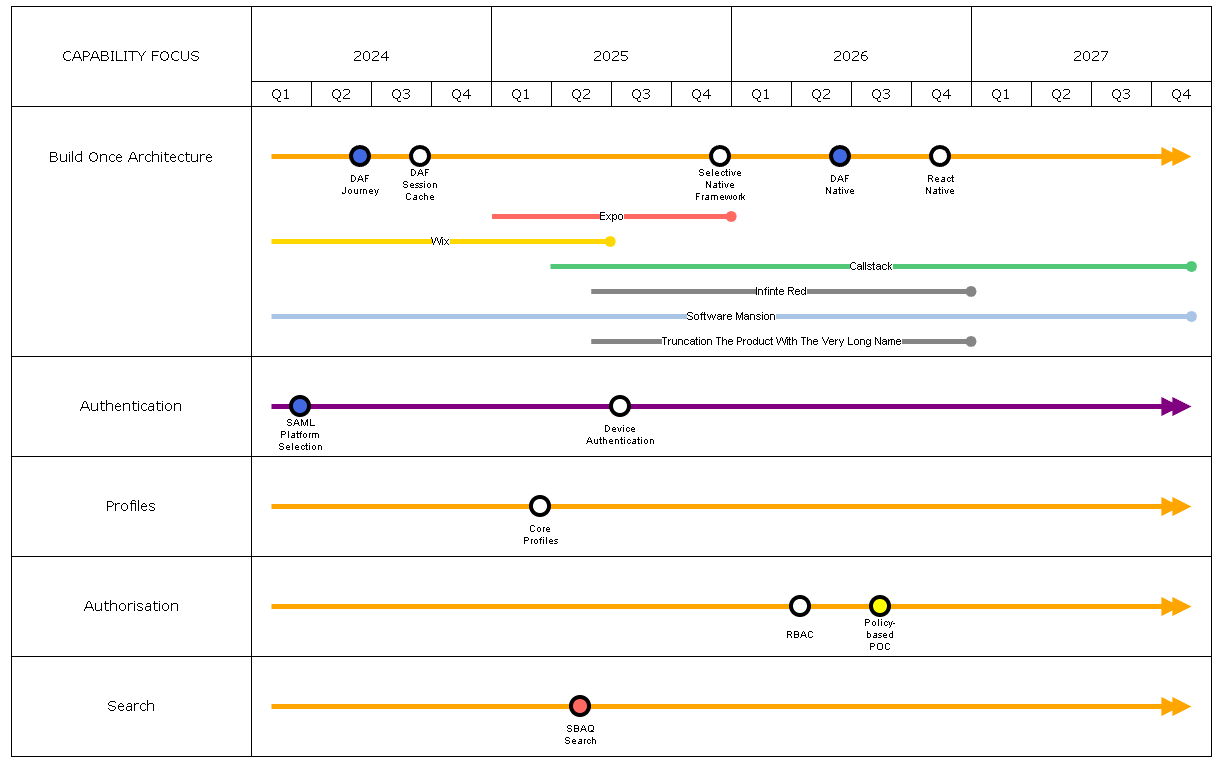 CAPABILITY FOCUS
2024
2025
2026
2027
Q1 Q2 Q3 Q4 Q1 Q2 Q3 Q4 Q1 Q2 Q3 Q4 Q1 Q2 Q3 Q4
Build Once Architecture
DAF
Journey
DAF
Session
Cache
Selective
Native
Framework
DAF
Native
React
Native
Expo
Wix
Callstack
Infinte Red
Software Mansion
Truncation The Product With The Very Long Name
Authentication
SAML
Platform
Selection
Device
Authentication
Profiles
Core
Profiles
Authorisation
RBAC
Policy-
based
POC
Search
SBAQ
Search